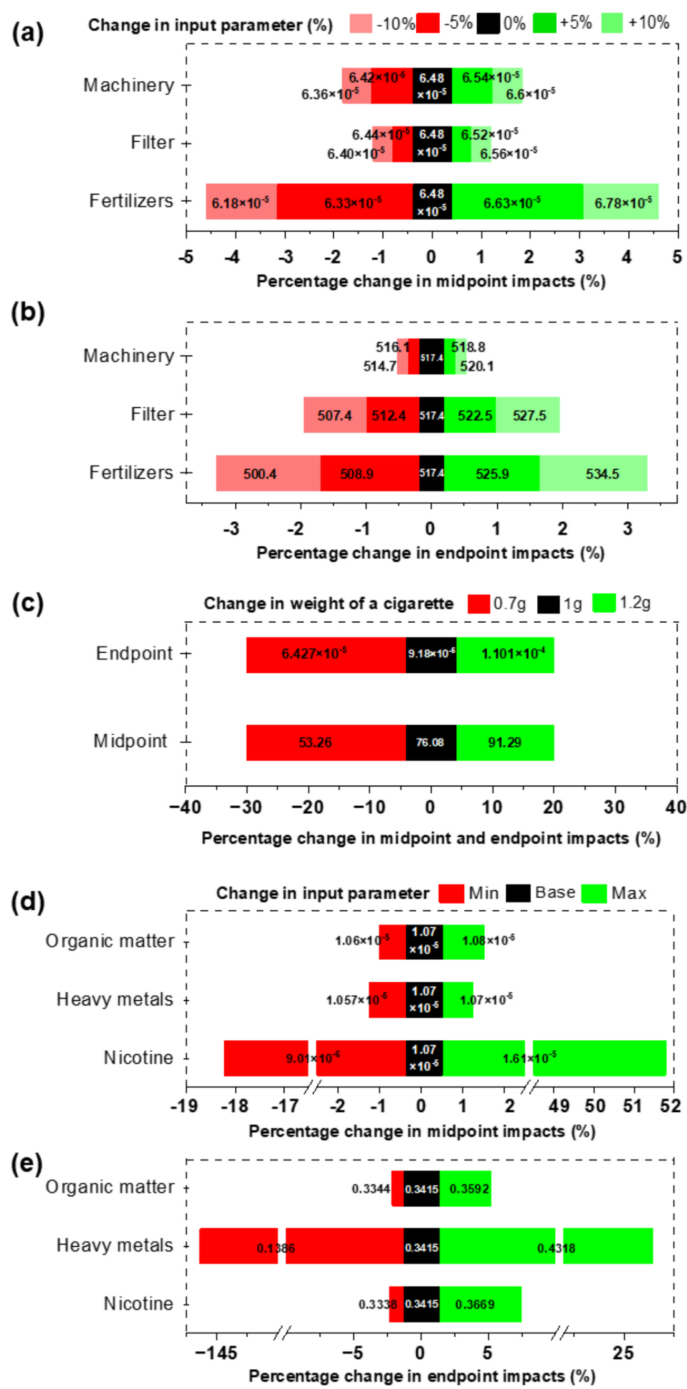 (a)
Change in input parameter (%) -10% -5% 0% +5% +10%
Machinery
6.42×10⁻⁵
6.36×10⁻⁵
6.48
×10⁻⁵
6.54×10⁻⁵
6.6×10⁻⁵
Filter
6.44×10⁻⁵
6.40×10⁻⁵
6.48
×10⁻⁵
6.52×10⁻⁵
6.56×10⁻⁵
Fertilizers
6.18×10⁻⁵ 6.33×10⁻⁵
6.48
×10⁻⁵
6.63×10⁻⁵ 6.78×10⁻⁵
-5 -4 -3 -2 -1 0 1 2 3 4 5
Percentage change in midpoint impacts (%)
(b)
Machinery
516.1
514.7
517.4
518.8
520.1
Filter
507.4 512.4 517.4 522.5 527.5
Fertilizers
500.4 508.9 517.4 525.9 534.5
-3 -2 -1 0 1 2 3
Percentage change in endpoint impacts (%)
(c)
Change in weight of a cigarette 0.7g 1g 1.2g
Endpoint
6.427×10⁻⁵ 9.18×10⁻⁵ 1.101×10⁻⁴
Midpoint
53.26 76.08 91.29
−40 −30 −20 −10 0 10 20 30 40
Percentage change in midpoint and endpoint impacts (%)
(d)
Change in input parameter Min Base Max
Organic matter
1.06×10⁻⁵
1.07
×10⁻⁵
1.08×10⁻⁵
Heavy metals
1.057×10⁻⁵
1.07
×10⁻⁵
1.07×10⁻⁵
Nicotine
9.01×10⁻⁶
1.07
×10⁻⁵
1.61×10⁻⁵
-19 -18 -17 -2 -1 0 1 2 49 50 51 52
Percentage change in midpoint impacts (%)
(e)
Organic matter
0.3344 0.3415 0.3592
Heavy metals
0.1386 0.3415 0.4318
Nicotine
0.3338 0.3415 0.3669
−145 −5 0 5 25
Percentage change in endpoint impacts (%)